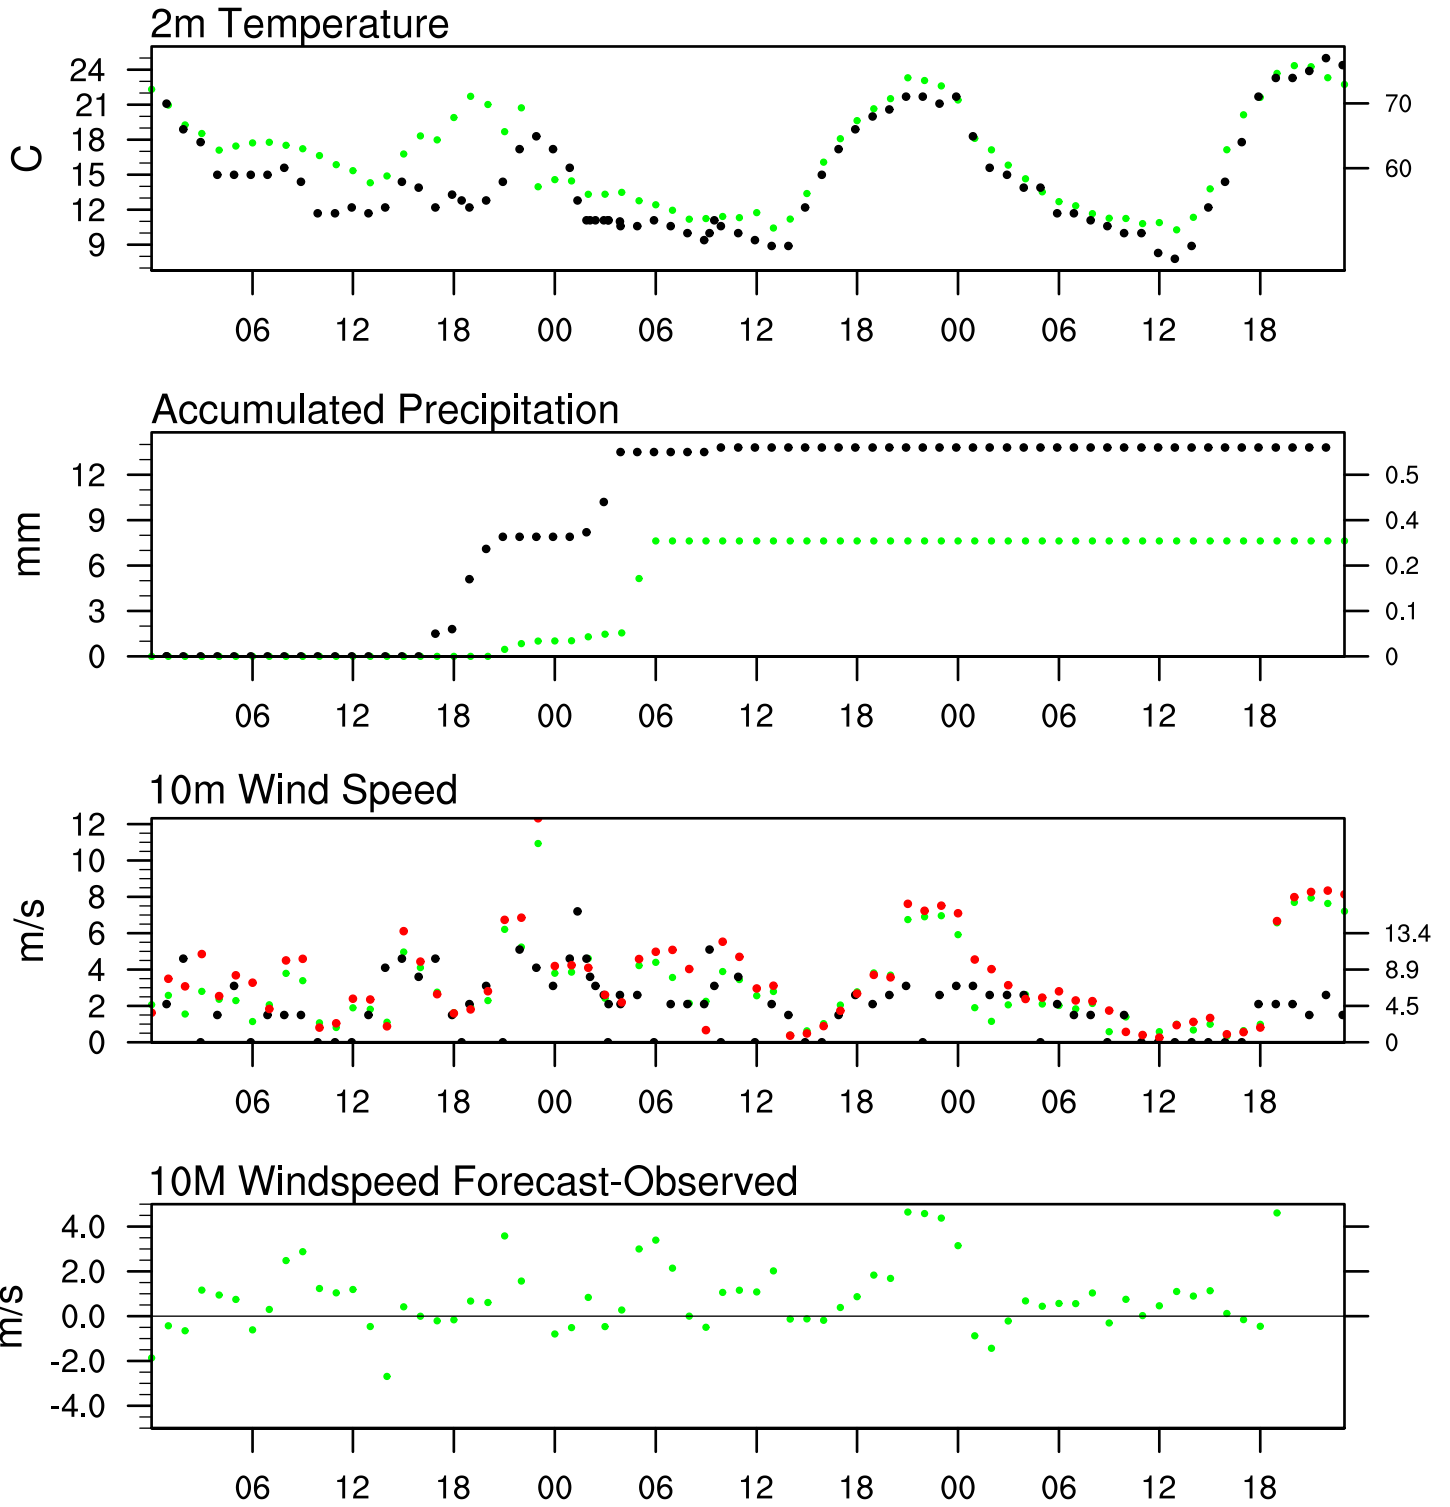 2m Temperature
24
21
18
15
12
9
C
70
60
06 12 18 00 06 12 18 00 06 12 18
Accumulated Precipitation
12
9
6
3
0
mm
0.5
0.4
0.2
0.1
0
06 12 18 00 06 12 18 00 06 12 18
10m Wind Speed
12
10
8
6
4
2
0
m/s
13.4
8.9
4.5
0
06 12 18 00 06 12 18 00 06 12 18
10M Windspeed Forecast-Observed
4.0
2.0
0.0
-2.0
-4.0
m/s
06 12 18 00 06 12 18 00 06 12 18